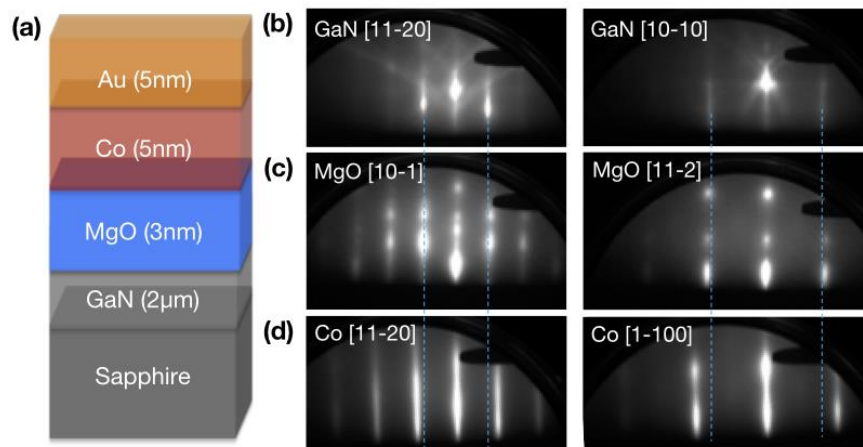 (a)
Au (5nm)
Co (5nm)
MgO (3nm)
GaN (2μm)
Sapphire
(b)
GaN [11-20]
GaN [10-10]
(c)
MgO [10-1]
MgO [11-2]
(d)
Co [11-20]
Co [1-100]